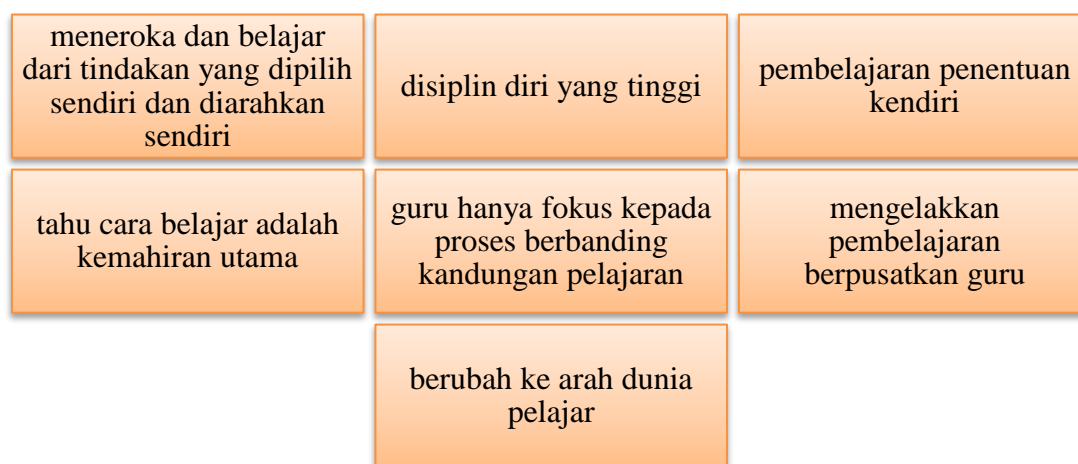 meneroka dan belajar
dari tindakan yang dipilih
sendiri dan diarahkan
sendiri
disiplin diri yang tinggi
pembelajaran penentuan
kendiri
tahu cara belajar adalah
kemahiran utama
guru hanya fokus kepada
proses berbanding
kandungan pelajaran
mengelakkan
pembelajaran
berpusatkan guru
berubah ke arah dunia
pelajar